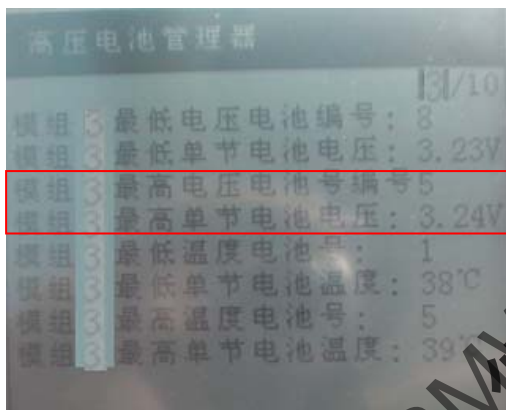 高压电池管理器
3/10
模组 3 最低电压电池编号: 8
模组 3 最低单节电池电压: 3.23V
模组 3 最高电压电池号编号5
模组 3 最高单节电池电压: 3.24V
模组 3 最低温度电池号: 1
模组 3 最低单节电池温度: 38℃
模组 3 最高温度电池号: 5
模组 3 最高单节电池温度: 39℃